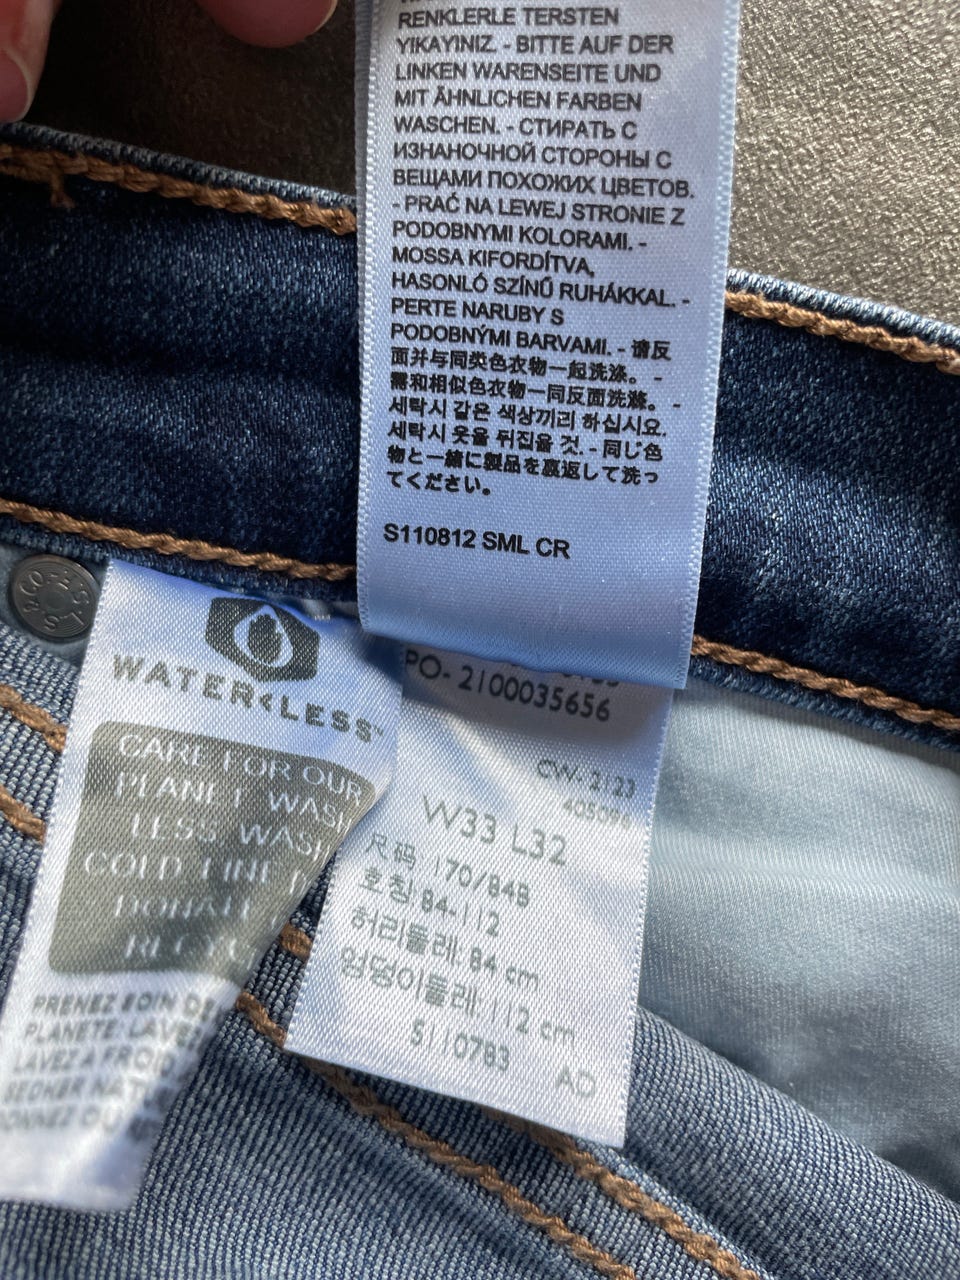 RENKLERLE TERSTEN
YIKAYINIZ. - BITTE AUF DER
LINKEN WARENSEITE UND
MIT ÄHNLICHEN FARBEN
WASCHEN. - СТИРАТЬ С
ИЗНАНОЧНОЙ СТОРОНЫ С
ВЕЩАМИ ПОХОЖИХ ЦВЕТОВ.
- PRAĆ NA LEWEJ STRONIE Z
PODOBNYMI KOLORAMI. -
MOSSA KIFORDÍTVA,
HASONLÓ SZÍNŰ RUHÁKKAL. -
PERTE NARUBY S
PODOBNÝMI BARVAMI. - 请反
面并与同类色衣物一起洗涤。 -
需和相似色衣物一同反面洗滌。 -
세탁시 같은 색상끼리 하십시요.
세탁시 옷을 뒤집을 것. - 同じ色
物と一緒に製品を裏返して洗っ
てください。
S110812 SML CR
WATER<LESS™
CARE FOR OUR
PLANET WASH
LESS WASH
COLD LINE D
DONATE
RECYC
PRENEZ SOIN DE
PLANETE: LAVEZ
LAVEZ A FROI
PO- 2100035656
CW- 2123
W33 L32
尺码: 170/84B
호칭 84-112
허리둘레: 84 cm
엉덩이둘레: 112 cm
5110783 AD